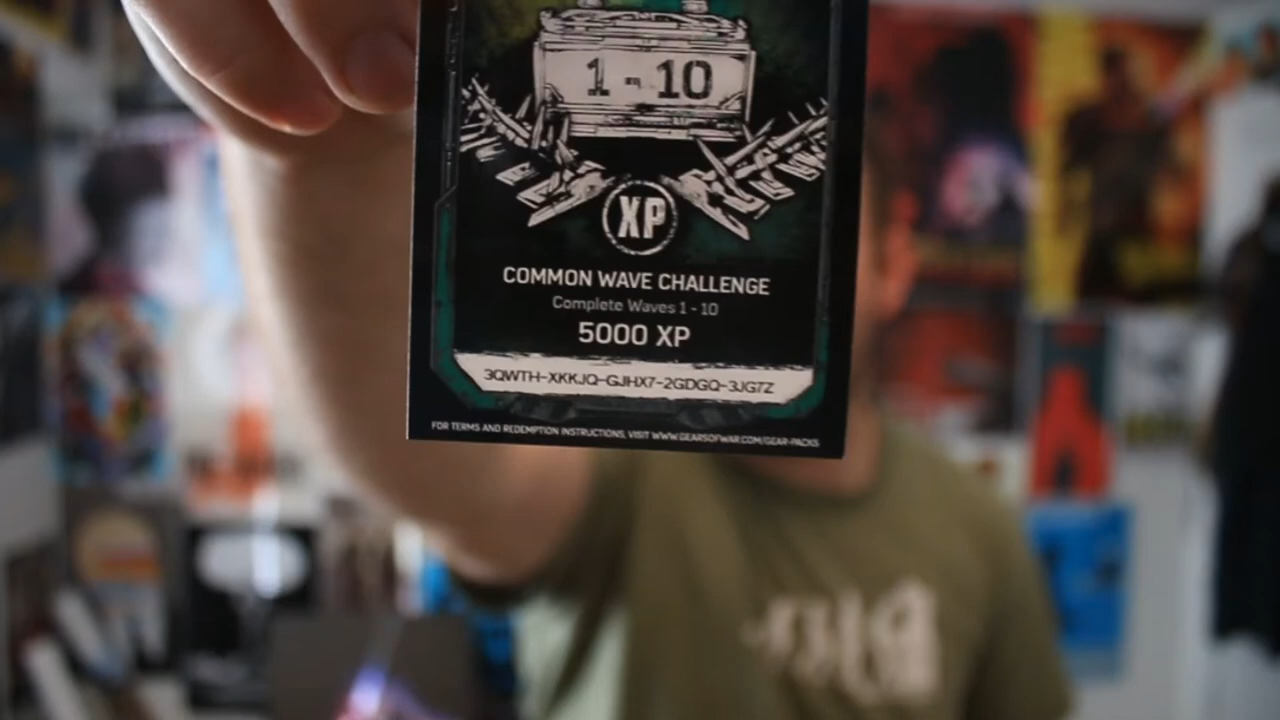 1 - 10
XP
COMMON WAVE CHALLENGE
Complete Waves 1 - 10
5000 XP
3QWTH-XKKJQ-GJHX7-2GDGQ-3JG7Z
FOR TERMS AND REDEMPTION INSTRUCTIONS, VISIT WWW.GEARSOFWAR.COM/GEAR-PACKS